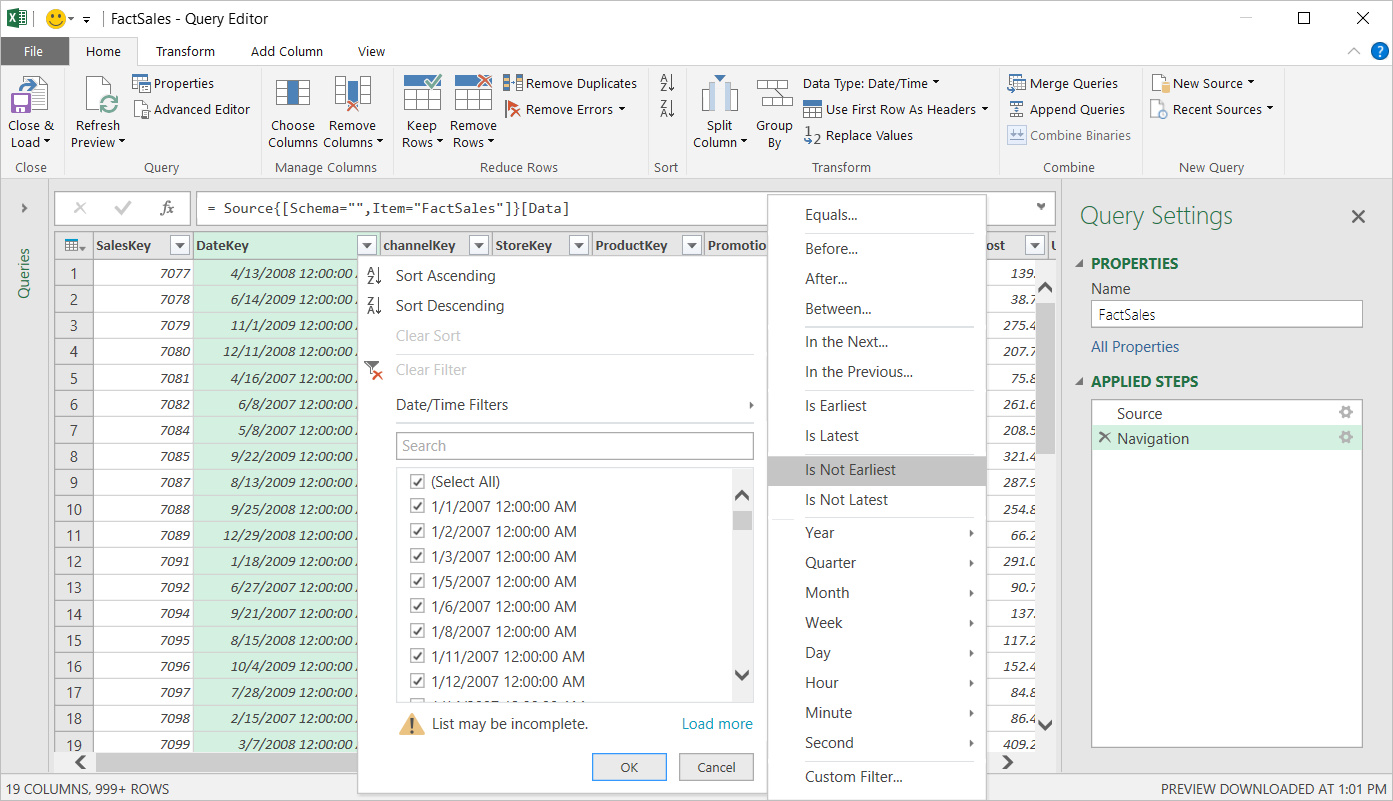 FactSales - Query Editor
File Home Transform Add Column View
Close & Load
Refresh Preview
Properties
Advanced Editor
Choose Columns
Remove Columns
Keep Rows
Remove Rows
Remove Duplicates
Remove Errors
Split Column
Group By
Data Type: Date/Time
Use First Row As Headers
Replace Values
Merge Queries
Append Queries
Combine Binaries
New Source
Recent Sources
Close Query Manage Columns Reduce Rows Sort Transform Combine New Query
Queries
fx = Source{[Schema="",Item="FactSales"]}[Data]
SalesKey DateKey channelKey StoreKey ProductKey Promotio ost U
1 7077 4/13/2008 12:00:00 139.
2 7078 6/14/2009 12:00:00 38.7
3 7079 11/1/2009 12:00:00 275.4
4 7080 12/11/2008 12:00:00 207.7
5 7081 4/16/2007 12:00:00 75.8
6 7082 6/8/2007 12:00:00 261.6
7 7084 5/8/2007 12:00:00 208.5
8 7085 9/22/2009 12:00:00 321.4
9 7087 8/13/2009 12:00:00 287.9
10 7088 9/25/2008 12:00:00 254.8
11 7089 12/29/2008 12:00:00 66.2
12 7091 1/18/2009 12:00:00 291.0
13 7092 6/27/2007 12:00:00 90.7
14 7094 9/21/2007 12:00:00 137.
15 7095 8/15/2008 12:00:00 117.2
16 7096 10/4/2009 12:00:00 152.4
17 7097 7/28/2009 12:00:00 84.8
18 7098 2/15/2007 12:00:00 86.4
19 7099 3/7/2008 12:00:00 409.2
Sort Ascending
Sort Descending
Clear Sort
Clear Filter
Date/Time Filters
Search
(Select All)
1/1/2007 12:00:00 AM
1/2/2007 12:00:00 AM
1/3/2007 12:00:00 AM
1/5/2007 12:00:00 AM
1/6/2007 12:00:00 AM
1/8/2007 12:00:00 AM
1/11/2007 12:00:00 AM
1/12/2007 12:00:00 AM
List may be incomplete. Load more
OK Cancel
Equals...
Before...
After...
Between...
In the Next...
In the Previous...
Is Earliest
Is Latest
Is Not Earliest
Is Not Latest
Year
Quarter
Month
Week
Day
Hour
Minute
Second
Custom Filter...
Query Settings
PROPERTIES
Name
FactSales
All Properties
APPLIED STEPS
Source
Navigation
19 COLUMNS, 999+ ROWS PREVIEW DOWNLOADED AT 1:01 PM